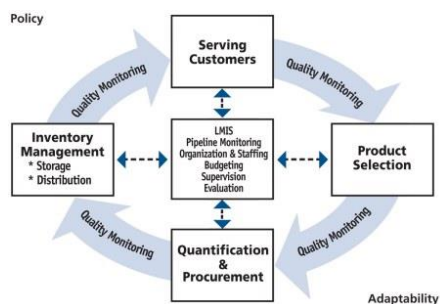 Policy
Serving
Customers
Quality Monitoring
Quality Monitoring
Inventory
Management
* Storage
* Distribution
LMIS
Pipeline Monitoring
Organization & Staffing
Budgeting
Supervision
Evaluation
Product
Selection
Quality Monitoring
Quality Monitoring
Quantification
&
Procurement
Adaptability